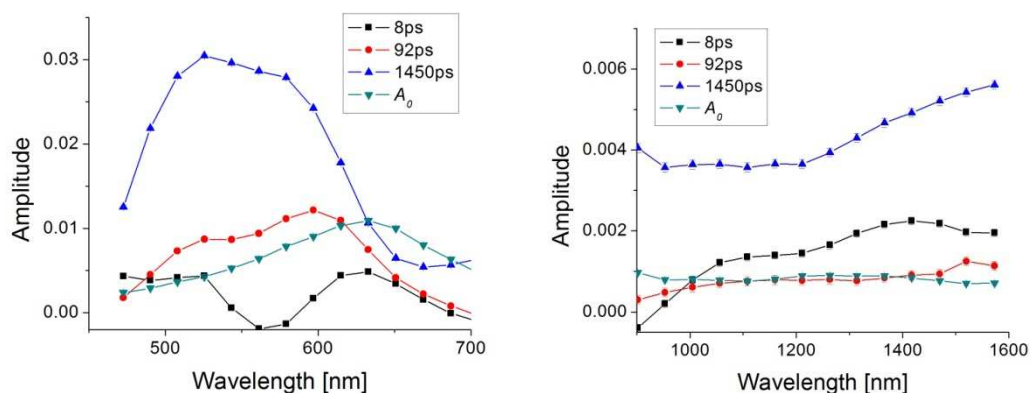 8ps
92ps
1450ps
A₀
0.03
0.02
0.01
0.00
Amplitude
500
600
700
Wavelength [nm]
8ps
92ps
1450ps
A₀
0.006
0.004
0.002
0.000
Amplitude
1000
1200
1400
1600
Wavelength [nm]